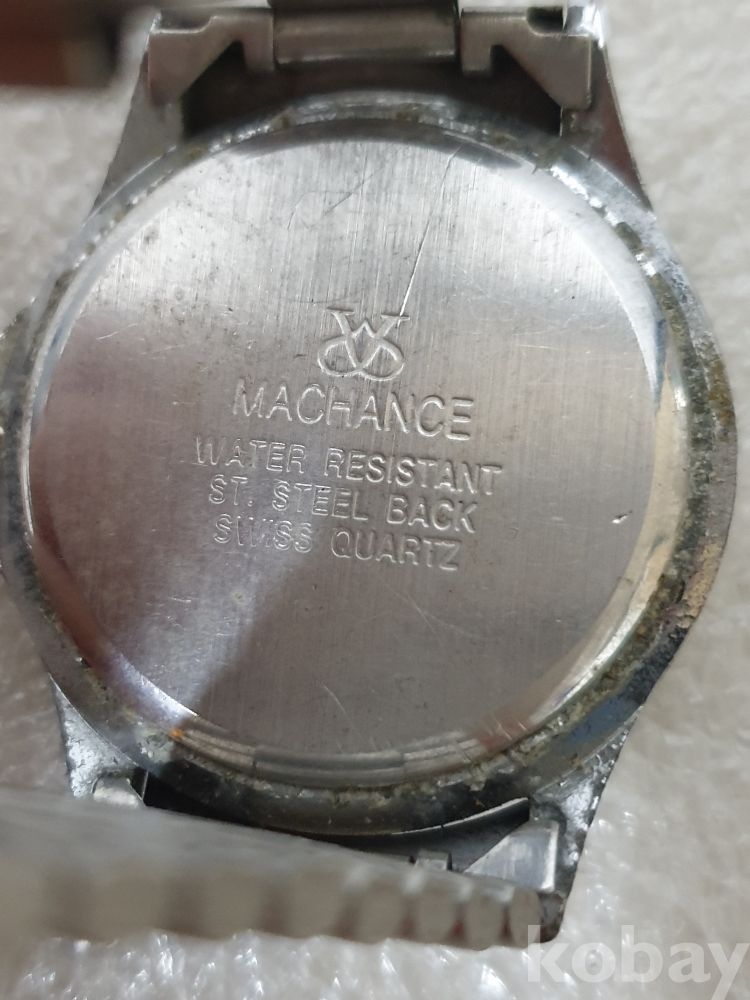 MACHANCE
WATER RESISTANT
ST. STEEL BACK
SWISS QUARTZ
kobay